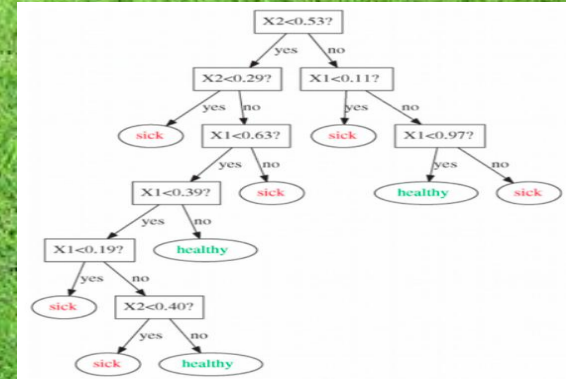 X2<0.53?
yes no
X2<0.29? X1<0.11?
yes no yes no
sick X1<0.63? sick X1<0.97?
yes no yes no
X1<0.39? sick healthy sick
yes no
X1<0.19? healthy
yes no
sick X2<0.40?
yes no
sick healthy